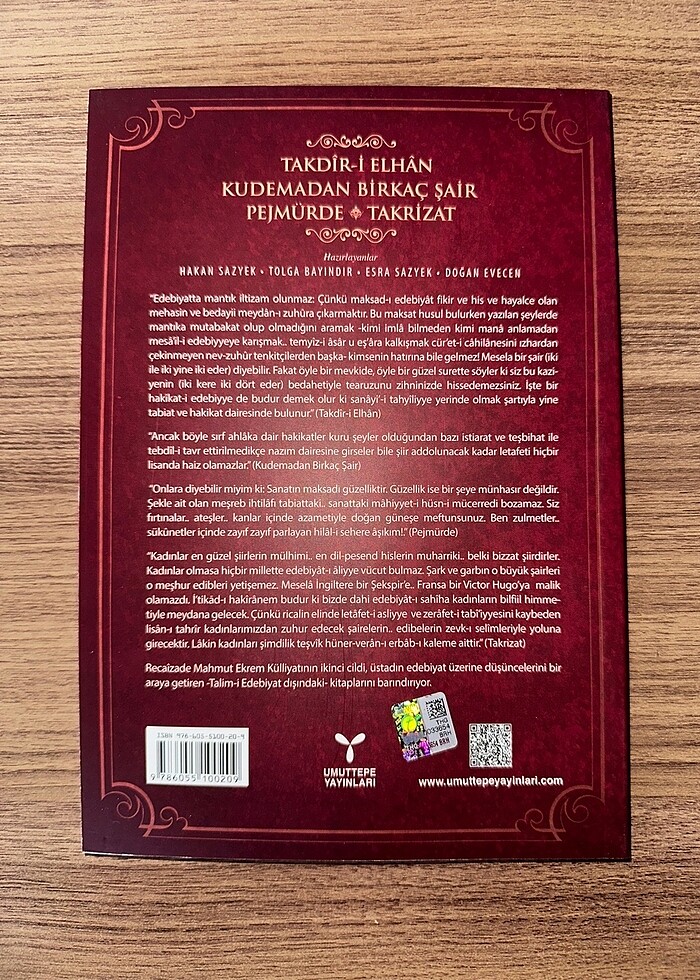 TAKDÎR-İ ELHÂN
KUDEMADAN BİRKAÇ ŞAİR
PEJMÜRDE TAKRİZAT
Hazırlayanlar
HAKAN SAZYEK • TOLGA BAYINDIR • ESRA SAZYEK • DOĞAN EVECEN
"Edebiyatta mantık iltizam olunmaz: Çünkü maksad-ı edebiyât fikir ve his ve hayalce olan
mehasin ve bedayii meydân-ı zuhûra çıkarmaktır. Bu maksat husul bulurken yazılan şeylerde
mantıka mutabakat olup olmadığını aramak -kimi imlâ bilmeden kimi manâ anlamadan
mesâil-i edebiyyeye karışmak.. temyiz-i âsâr u eş'âra kalkışmak cür'et-i câhilânesini ızhardan
çekinmeyen nev-zuhûr tenkitçilerden başka- kimsenin hatırına bile gelmez! Mesela bir şair (iki
ile iki yine iki eder) diyebilir. Fakat öyle bir mevkide, öyle bir güzel surette söyler ki siz bu kazi-
yenin (iki kere iki dört eder) bedahetiyle tearuzunu zihninizde hissedemezsiniz. İşte bir
hakîkat-i edebiyye de budur demek olur ki sanâyi'-i tahyîliyye yerinde olmak şartıyla yine
tabiat ve hakikat dairesinde bulunur." (Takdîr-i Elhân)
"Ancak böyle sırf ahlâka dair hakikatler kuru şeyler olduğundan bazı istiarat ve teşbihat ile
tebdîl-i tavr ettirilmedikçe nazım dairesine girseler bile şiir addolunacak kadar letafeti hiçbir
lisanda haiz olamazlar." (Kudemadan Birkaç Şair)
"Onlara diyebilir miyim ki: Sanatın maksadı güzelliktir. Güzellik ise bir şeye münhasır değildir.
Şekle ait olan meşreb ihtilâfı tabiattaki.. sanattaki mâhiyyet-i hüsn-i mücerredi bozamaz. Siz
fırtınalar.. ateşler.. kanlar içinde azametiyle doğan güneşe meftunsunuz. Ben zulmetler..
sükûnetler içinde zayıf zayıf parlayan hilâl-i sehere âşıkım!." (Pejmürde)
"Kadınlar en güzel şiirlerin mülhimi.. en dil-pesend hislerin muharriki.. belki bizzat şiirdirler.
Kadınlar olmasa hiçbir millette edebiyât-ı âliyye vücut bulmaz. Şark ve garbın o büyük şairleri
o meşhur edibleri yetişemez. Meselâ İngiltere bir Şekspir'e.. Fransa bir Victor Hugo'ya malik
olamazdı. İ'tikâd-ı hakîrânem budur ki bizde dahi edebiyât-ı sahîha kadınların bilfiil himme-
tiyle meydana gelecek. Çünkü ricalin elinde letâfet-i asliyye ve zerâfet-i tabî'iyyesini kaybeden
lisân-ı tahrîr kadınlarımızdan zuhur edecek şairelerin.. edibelerin zevk-ı selîmleriyle yoluna
girecektir. Lâkin kadınları şimdilik teşvîk hüner-verân-ı erbâb-ı kaleme aittir." (Takrizat)
Recaizade Mahmut Ekrem Külliyatının ikinci cildi, üstadın edebiyat üzerine düşüncelerini bir
araya getiren -Talim-i Edebiyat dışındaki- kitaplarını barındırıyor.
ISBN 978-605-5100-20-9
9 786055 100209
UMUTTEPE
YAYINLARI
THG
BRH
www.umuttepeyayinlari.com